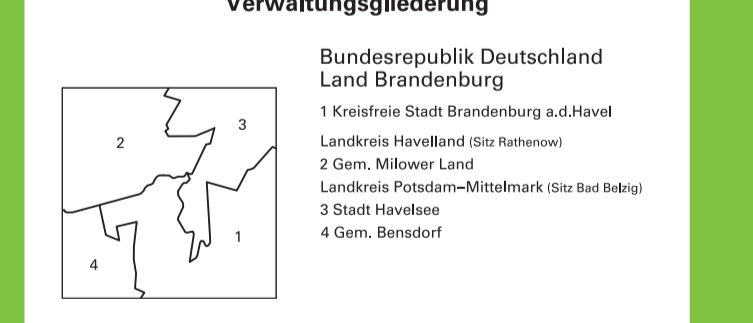 Verwaltungsgliederung
Bundesrepublik Deutschland
Land Brandenburg
1 Kreisfreie Stadt Brandenburg a.d.Havel
Landkreis Havelland (Sitz Rathenow)
2 Gem. Milower Land
Landkreis Potsdam–Mittelmark (Sitz Bad Belzig)
3 Stadt Havelsee
4 Gem. Bensdorf
3
2
1
4